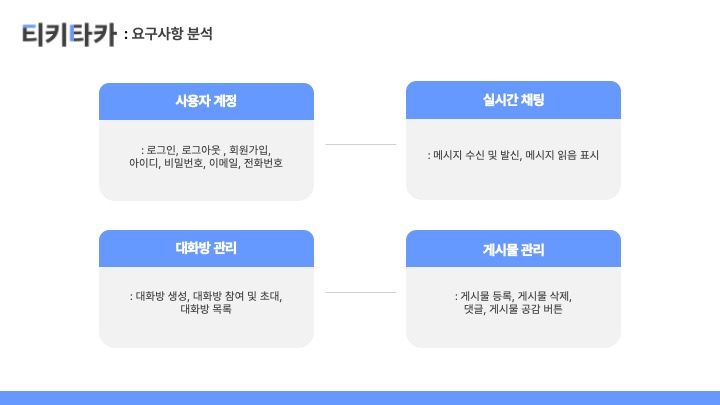 티키타카 : 요구사항 분석
사용자 계정
: 로그인, 로그아웃 , 회원가입,
아이디, 비밀번호, 이메일, 전화번호
실시간 채팅
: 메시지 수신 및 발신, 메시지 읽음 표시
대화방 관리
: 대화방 생성, 대화방 참여 및 초대,
대화방 목록
게시물 관리
: 게시물 등록, 게시물 삭제,
댓글, 게시물 공감 버튼